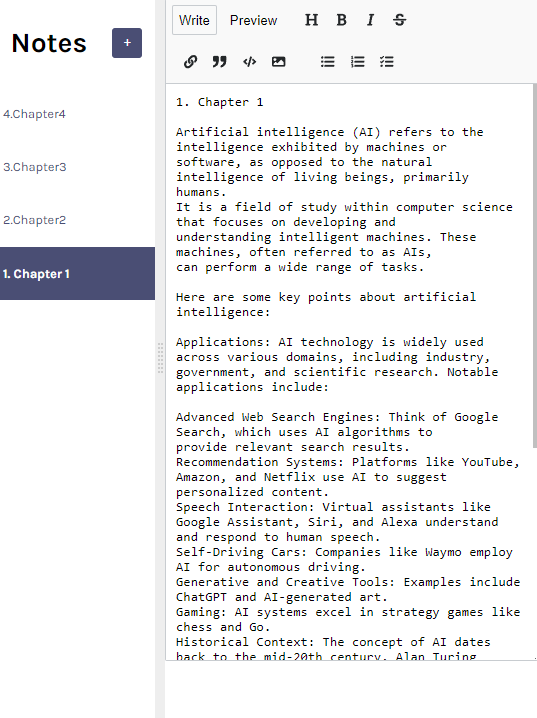 Notes
+
4.Chapter4
3.Chapter3
2.Chapter2
1. Chapter 1
Write Preview H B I S
1. Chapter 1
Artificial intelligence (AI) refers to the
intelligence exhibited by machines or
software, as opposed to the natural
intelligence of living beings, primarily
humans.
It is a field of study within computer science
that focuses on developing and
understanding intelligent machines. These
machines, often referred to as AIs,
can perform a wide range of tasks.
Here are some key points about artificial
intelligence:
Applications: AI technology is widely used
across various domains, including industry,
government, and scientific research. Notable
applications include:
Advanced Web Search Engines: Think of Google
Search, which uses AI algorithms to
provide relevant search results.
Recommendation Systems: Platforms like YouTube,
Amazon, and Netflix use AI to suggest
personalized content.
Speech Interaction: Virtual assistants like
Google Assistant, Siri, and Alexa understand
and respond to human speech.
Self-Driving Cars: Companies like Waymo employ
AI for autonomous driving.
Generative and Creative Tools: Examples include
ChatGPT and AI-generated art.
Gaming: AI systems excel in strategy games like
chess and Go.
Historical Context: The concept of AI dates
back to the mid-20th century. Alan Turing